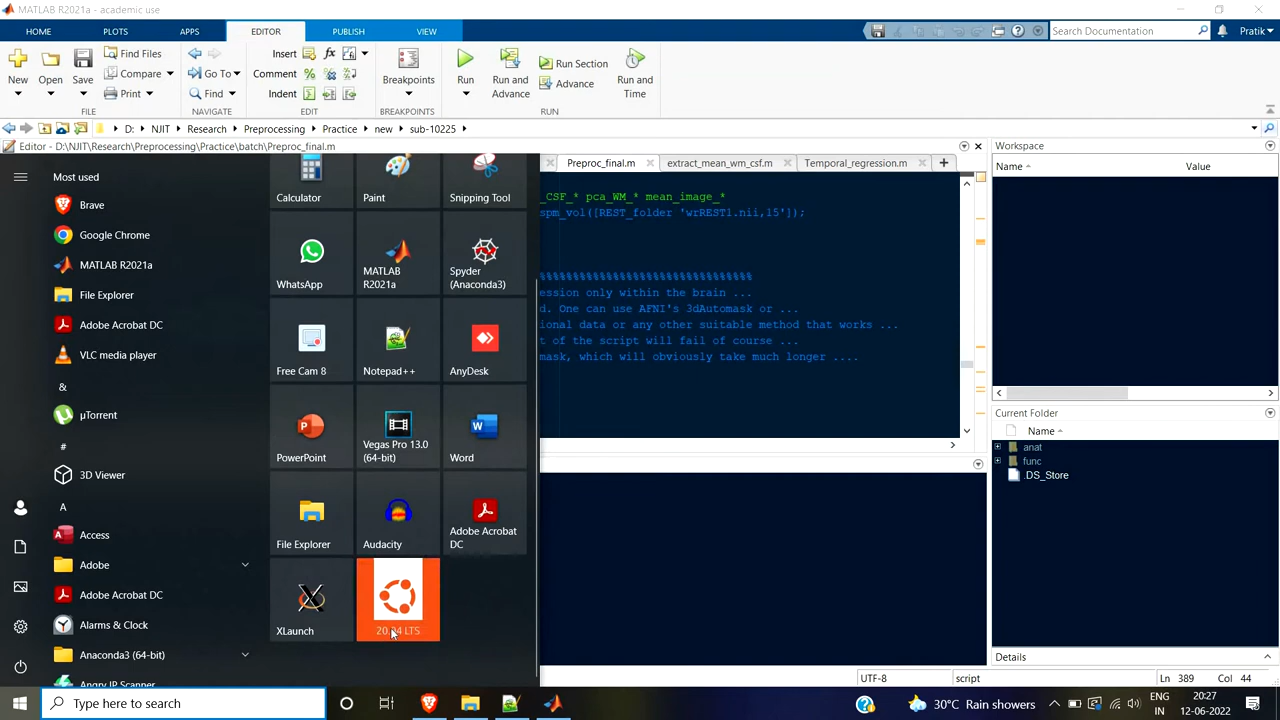 MATLAB R2021a - academic use
HOME
PLOTS
APPS
EDITOR
PUBLISH
VIEW
Search Documentation
Pratik
New
Open
Save
Find Files
Compare
Print
Go To
Find
Insert
Comment
Indent
Breakpoints
Run
Run and Advance
Run Section
Advance
Run and Time
FILE
NAVIGATE
EDIT
BREAKPOINTS
RUN
D: NJIT Research Preprocessing Practice new sub-10225
Editor - D:\NJIT\Research\Preprocessing\Practice\batch\Preproc_final.m
Preproc_final.m
extract_mean_wm_csf.m
Temporal_regression.m
_CSF_* pca_WM_* mean_image_*
spm_vol([REST_folder 'wrREST1.nii,15']);
%%%%%%%%%%%%%%%%%%%%%%%%%%%%%%%
ession only within the brain ...
d. One can use AFNI's 3dAutomask or ...
ional data or any other suitable method that works ...
t of the script will fail of course ...
mask, which will obviously take much longer ....
Workspace
Name
Value
Current Folder
Name
anat
func
.DS_Store
Details
UTF-8
script
Ln 389 Col 44
Most used
Brave
Google Chrome
MATLAB R2021a
File Explorer
Adobe Acrobat DC
VLC media player
&
µTorrent
#
3D Viewer
A
Access
Adobe
Adobe Acrobat DC
Alarms & Clock
Anaconda3 (64-bit)
Angry IP Scanner
Calculator
Paint
Snipping Tool
WhatsApp
MATLAB
R2021a
Spyder
(Anaconda3)
Free Cam 8
Notepad++
AnyDesk
PowerPoint
Vegas Pro 13.0
(64-bit)
Word
File Explorer
Audacity
Adobe Acrobat
DC
XLaunch
20.04 LTS
Type here to search
30°C Rain showers
ENG
IN
20:27
12-06-2022